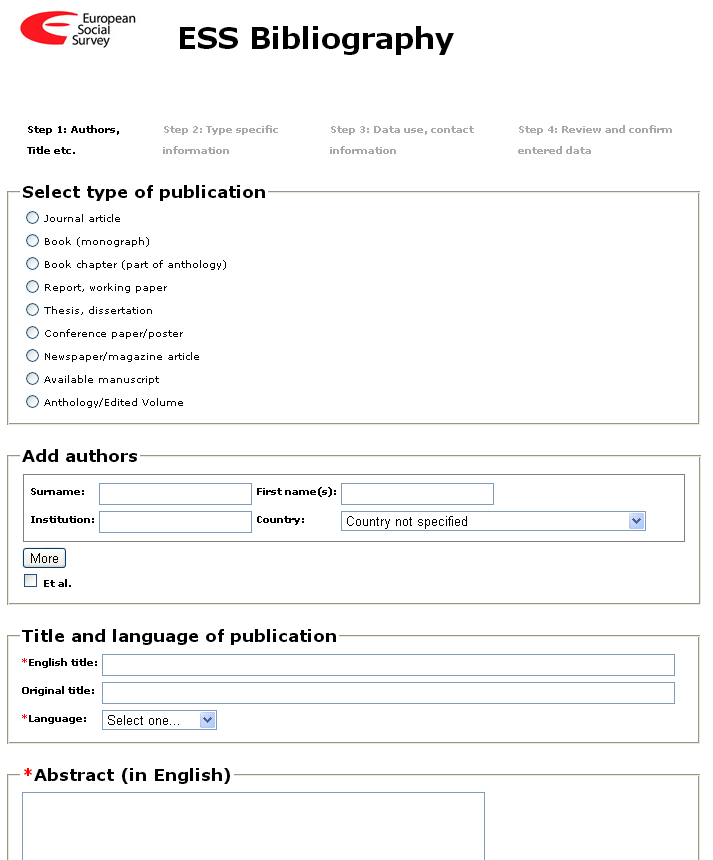 European
Social
Survey
ESS Bibliography
Step 1: Authors, Title etc.
Step 2: Type specific information
Step 3: Data use, contact information
Step 4: Review and confirm entered data
Select type of publication
Journal article
Book (monograph)
Book chapter (part of anthology)
Report, working paper
Thesis, dissertation
Conference paper/poster
Newspaper/magazine article
Available manuscript
Anthology/Edited Volume
Add authors
Surname: First name(s):
Institution: Country: Country not specified
More
Et al.
Title and language of publication
*English title:
Original title:
*Language: Select one...
*Abstract (in English)